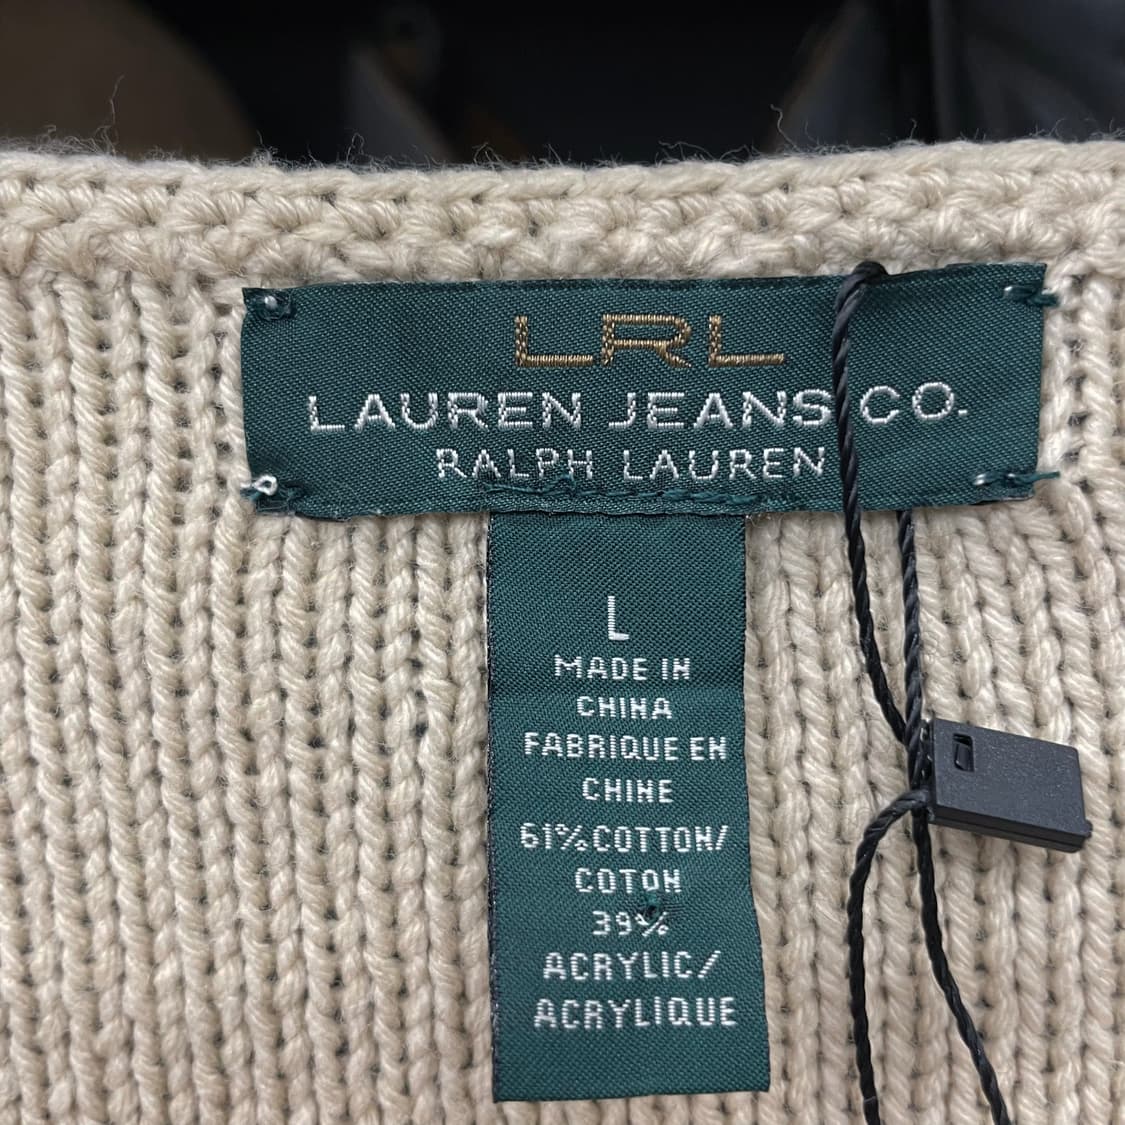 LRL
LAUREN JEANS CO.
RALPH LAUREN
L
MADE IN
CHINA
FABRIQUE EN
CHINE
61%COTTON/
COTON
39%
ACRYLIC/
ACRYLIQUE